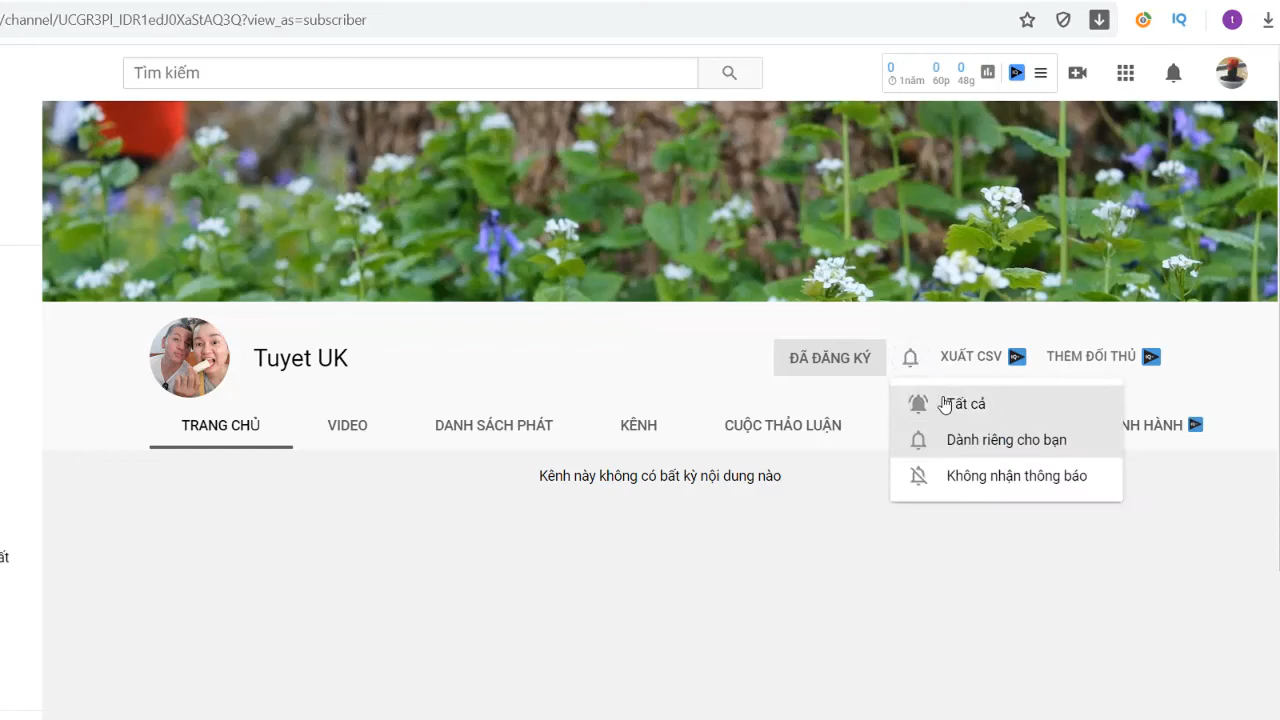 /channel/UCGR3Pl_IDR1edJ0XaStAQ3Q?view_as=subscriber
IQ
t
Tìm kiếm
0 0 0
1năm 60p 48g
Tuyet UK
ĐÃ ĐĂNG KÝ
XUẤT CSV
THÊM ĐỐI THỦ
Tất cả
TRANG CHỦ
VIDEO
DANH SÁCH PHÁT
KÊNH
CUỘC THẢO LUẬN
NH HÀNH
Dành riêng cho bạn
Kênh này không có bất kỳ nội dung nào
Không nhận thông báo
ất